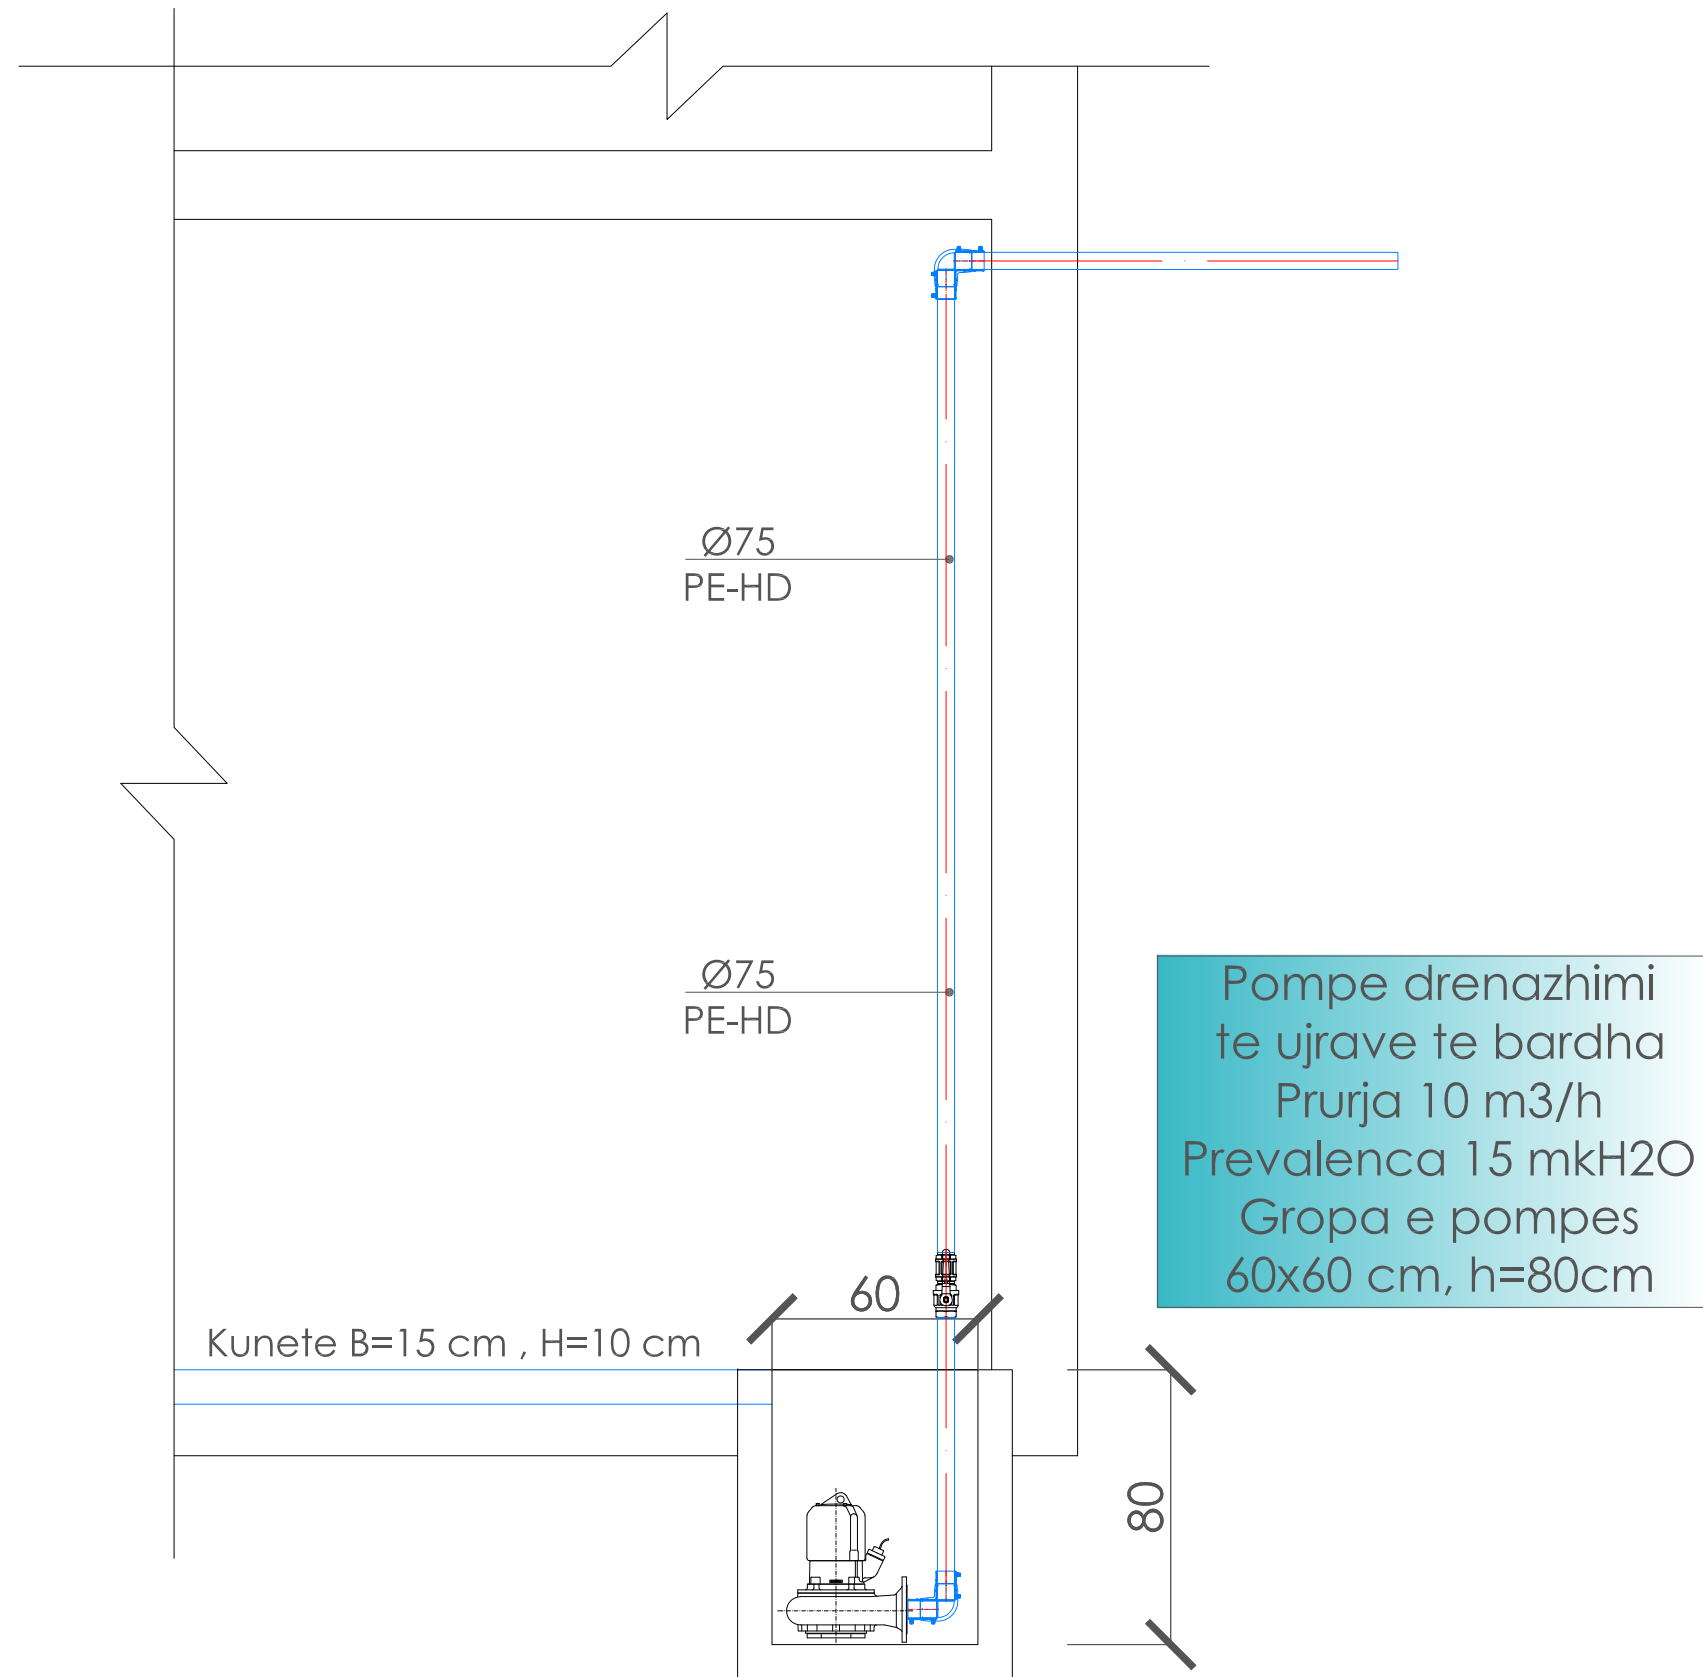 Ø75
PE-HD
Ø75
PE-HD
Pompe drenazhimi
te ujrave te bardha
Prurja 10 m3/h
Prevalenca 15 mkH2O
Gropa e pompes
60x60 cm, h=80cm
60
Kunete B=15 cm , H=10 cm
80